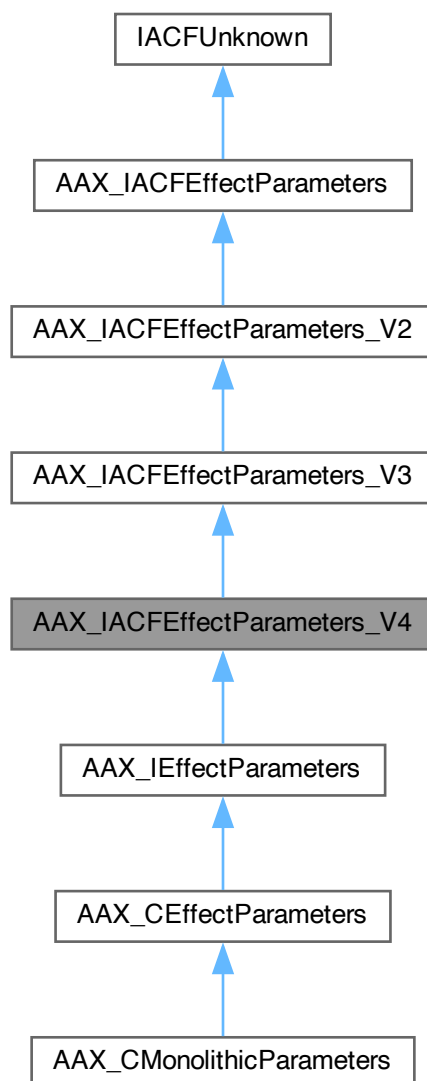 IACFUnknown
AAX_IACFEffectParameters
AAX_IACFEffectParameters_V2
AAX_IACFEffectParameters_V3
AAX_IACFEffectParameters_V4
AAX_IEffectParameters
AAX_CEffectParameters
AAX_CMonolithicParameters